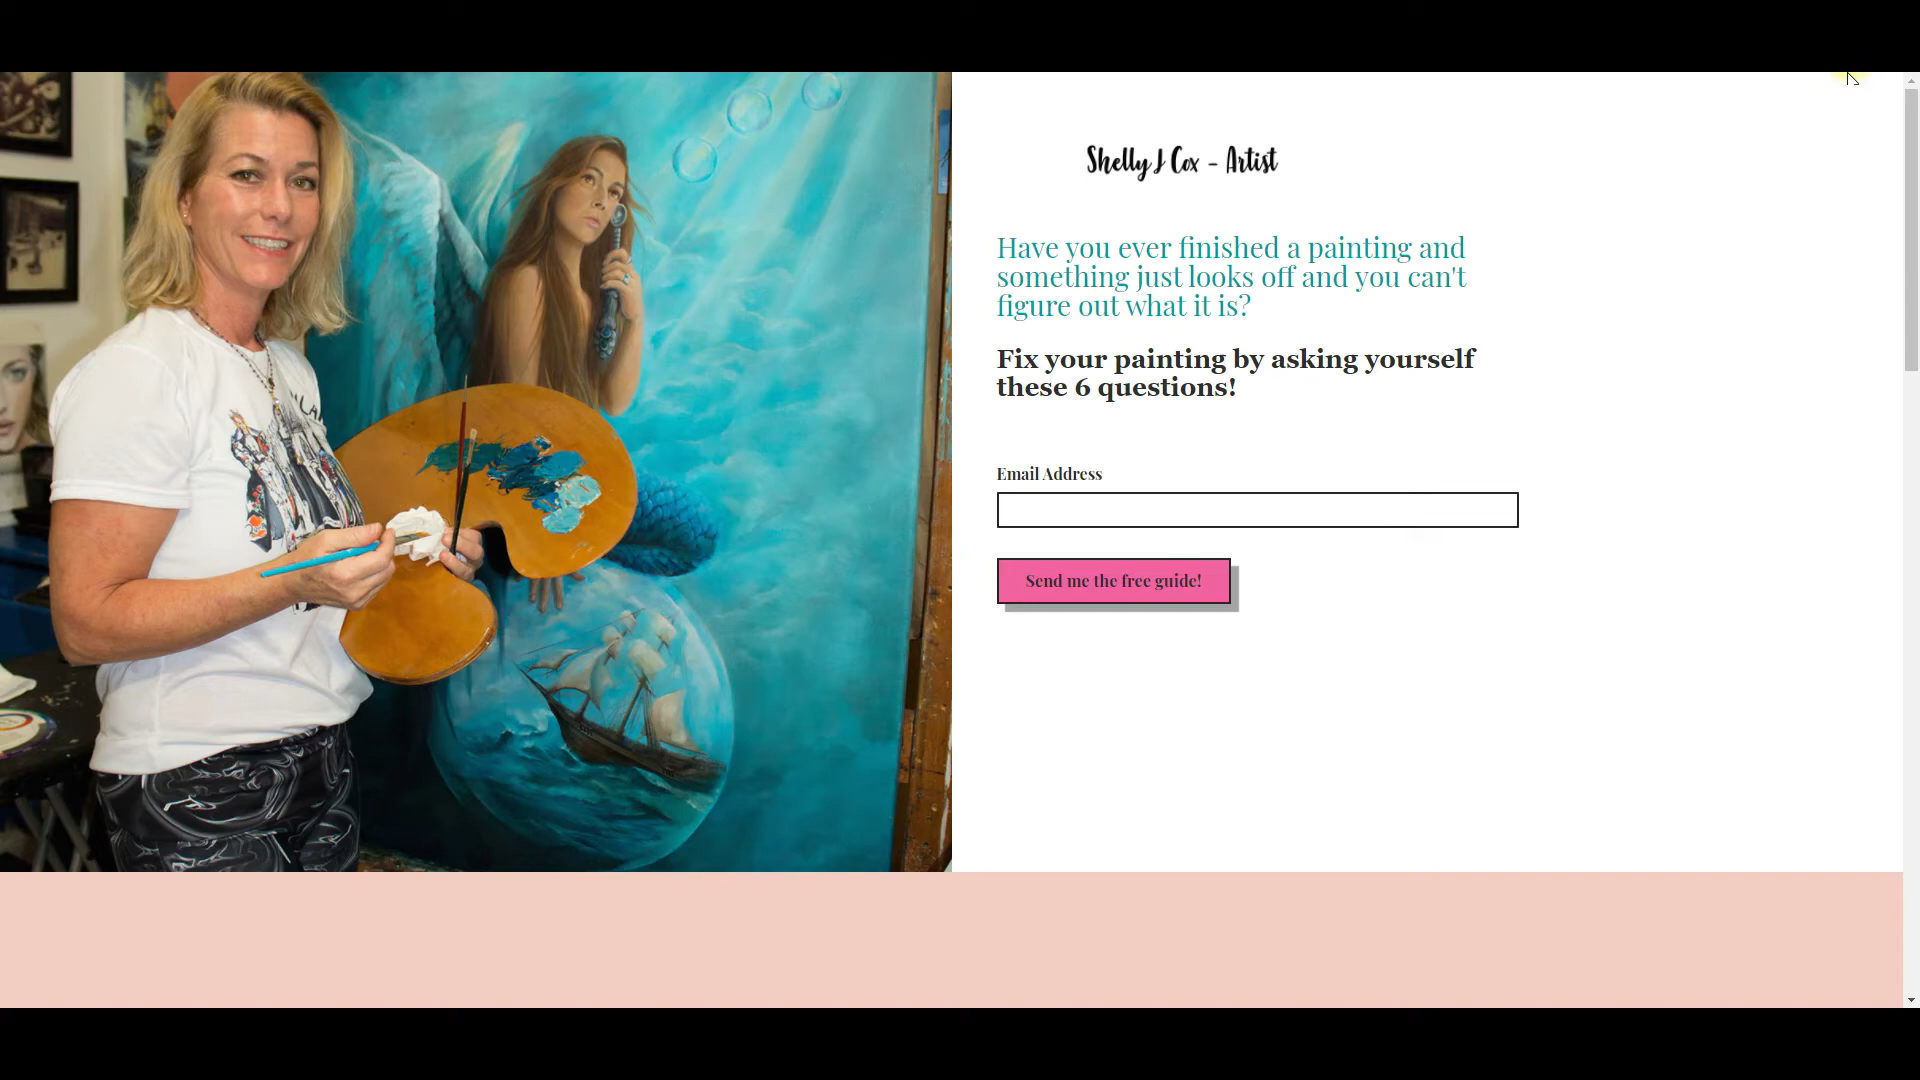 Shelly J Cox - Artist
Have you ever finished a painting and
something just looks off and you can't
figure out what it is?
Fix your painting by asking yourself
these 6 questions!
Email Address
Send me the free guide!